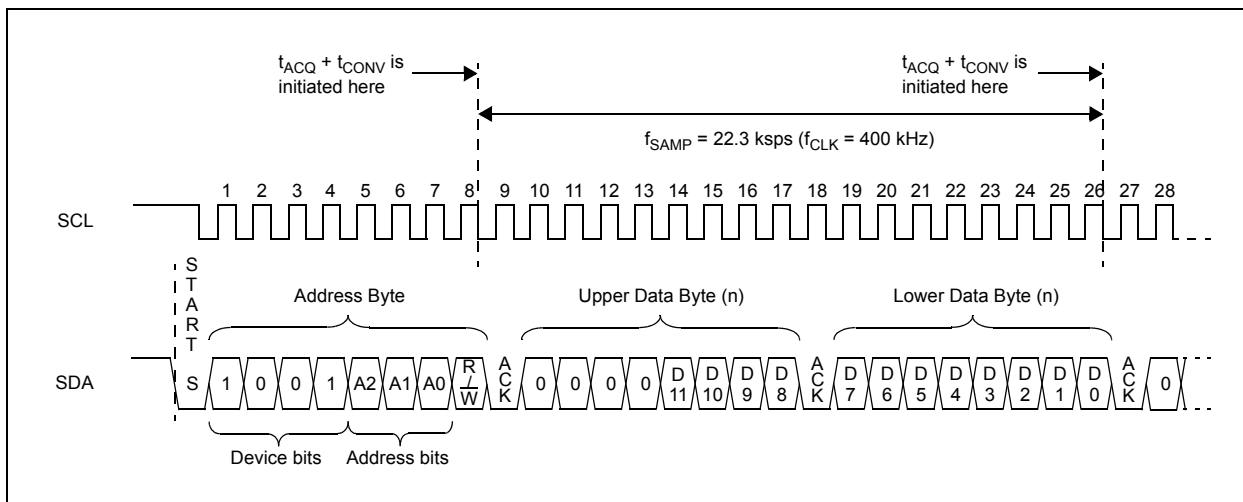 tACQ + tCONV is
initiated here
tACQ + tCONV is
initiated here
fSAMP = 22.3 ksps (fCLK = 400 kHz)
1 2 3 4 5 6 7 8 9 10 11 12 13 14 15 16 17 18 19 20 21 22 23 24 25 26 27 28
SCL
START
Address Byte
Upper Data Byte (n)
Lower Data Byte (n)
SDA
S 1 0 0 1 A2 A1 A0 R/W ACK 0 0 0 0 D11 D10 D9 D8 ACK D7 D6 D5 D4 D3 D2 D1 D0 ACK 0
Device bits
Address bits